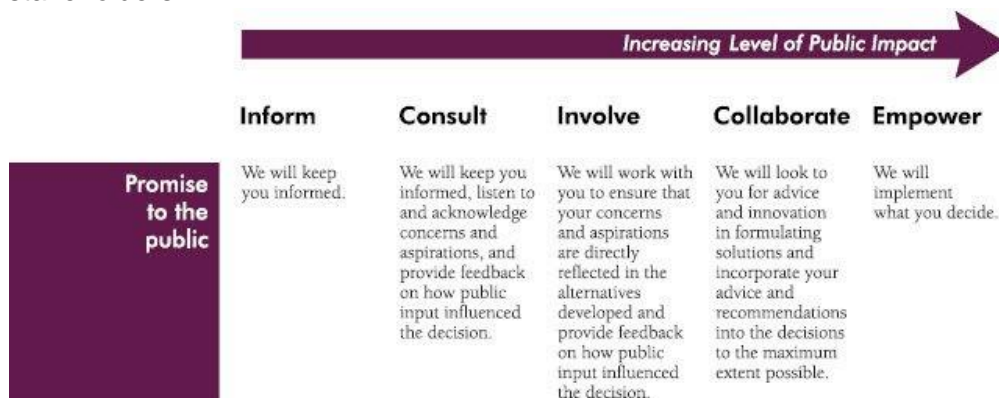 Increasing Level of Public Impact
Inform
Consult
Involve
Collaborate
Empower
Promise
to the
public
We will keep
you informed.
We will keep you
informed, listen to
and acknowledge
concerns and
aspirations, and
provide feedback
on how public
input influenced
the decision.
We will work with
you to ensure that
your concerns
and aspirations
are directly
reflected in the
alternatives
developed and
provide feedback
on how public
input influenced
the decision.
We will look to
you for advice
and innovation
in formulating
solutions and
incorporate your
advice and
recommendations
into the decisions
to the maximum
extent possible.
We will
implement
what you decide.